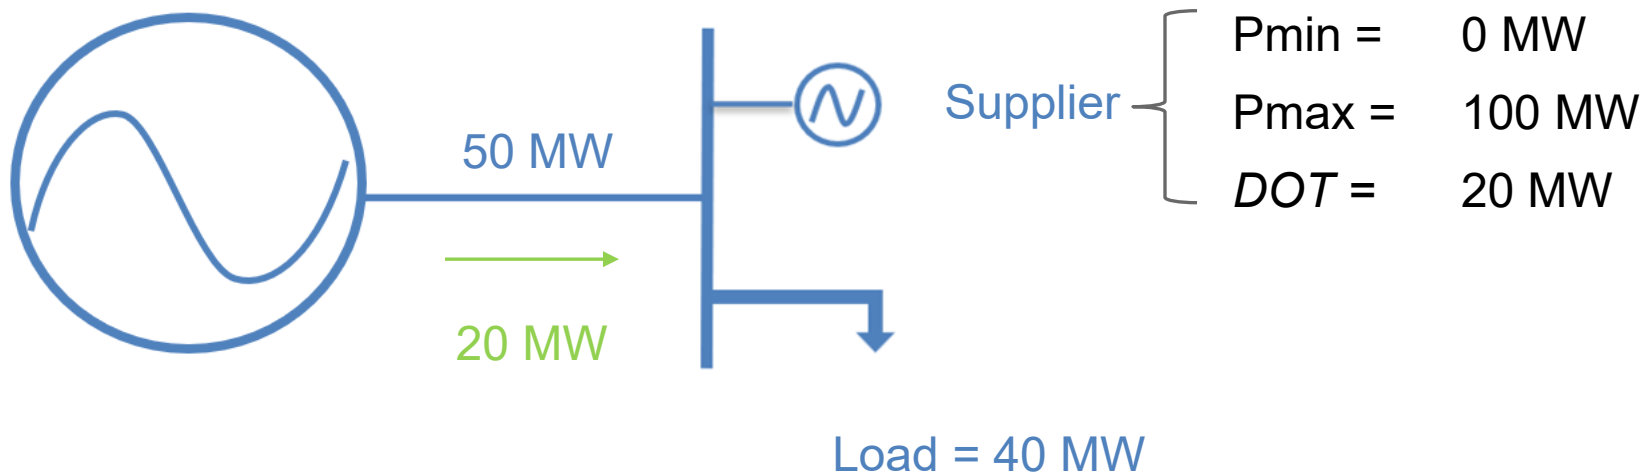 Pmin = 0 MW
Supplier
Pmax = 100 MW
50 MW
DOT = 20 MW
20 MW
Load = 40 MW